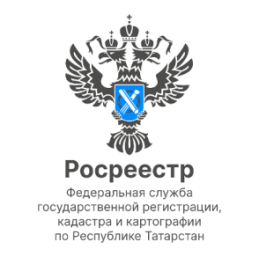 Росреестр
Федеральная служба
государственной регистрации,
кадастра и картографии
по Республике Татарстан